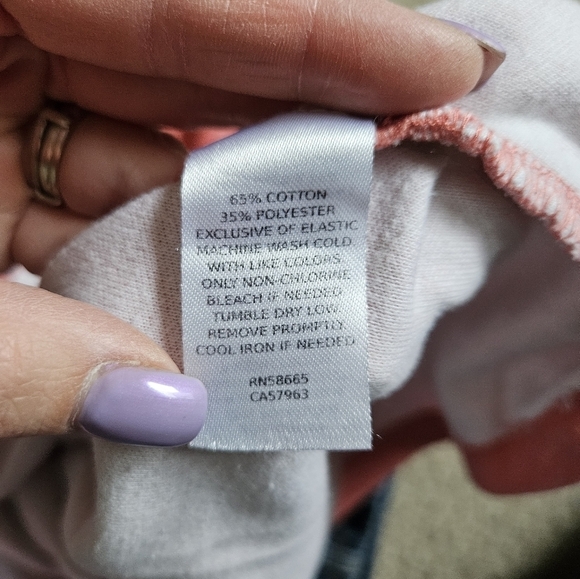 65% COTTON
35% POLYESTER
EXCLUSIVE OF ELASTIC
MACHINE WASH COLD
WITH LIKE COLORS
ONLY NON-CHLORINE
BLEACH IF NEEDED
TUMBLE DRY LOW
REMOVE PROMPTLY
COOL IRON IF NEEDED
RN58665
CA57963